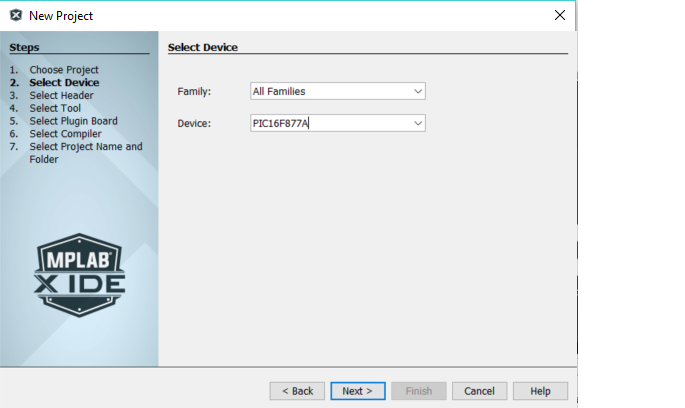 New Project
Steps
1. Choose Project
2. Select Device
3. Select Header
4. Select Tool
5. Select Plugin Board
6. Select Compiler
7. Select Project Name and
Folder
MPLAB
X IDE
Select Device
Family: All Families
Device: PIC16F877A
< Back Next > Finish Cancel Help